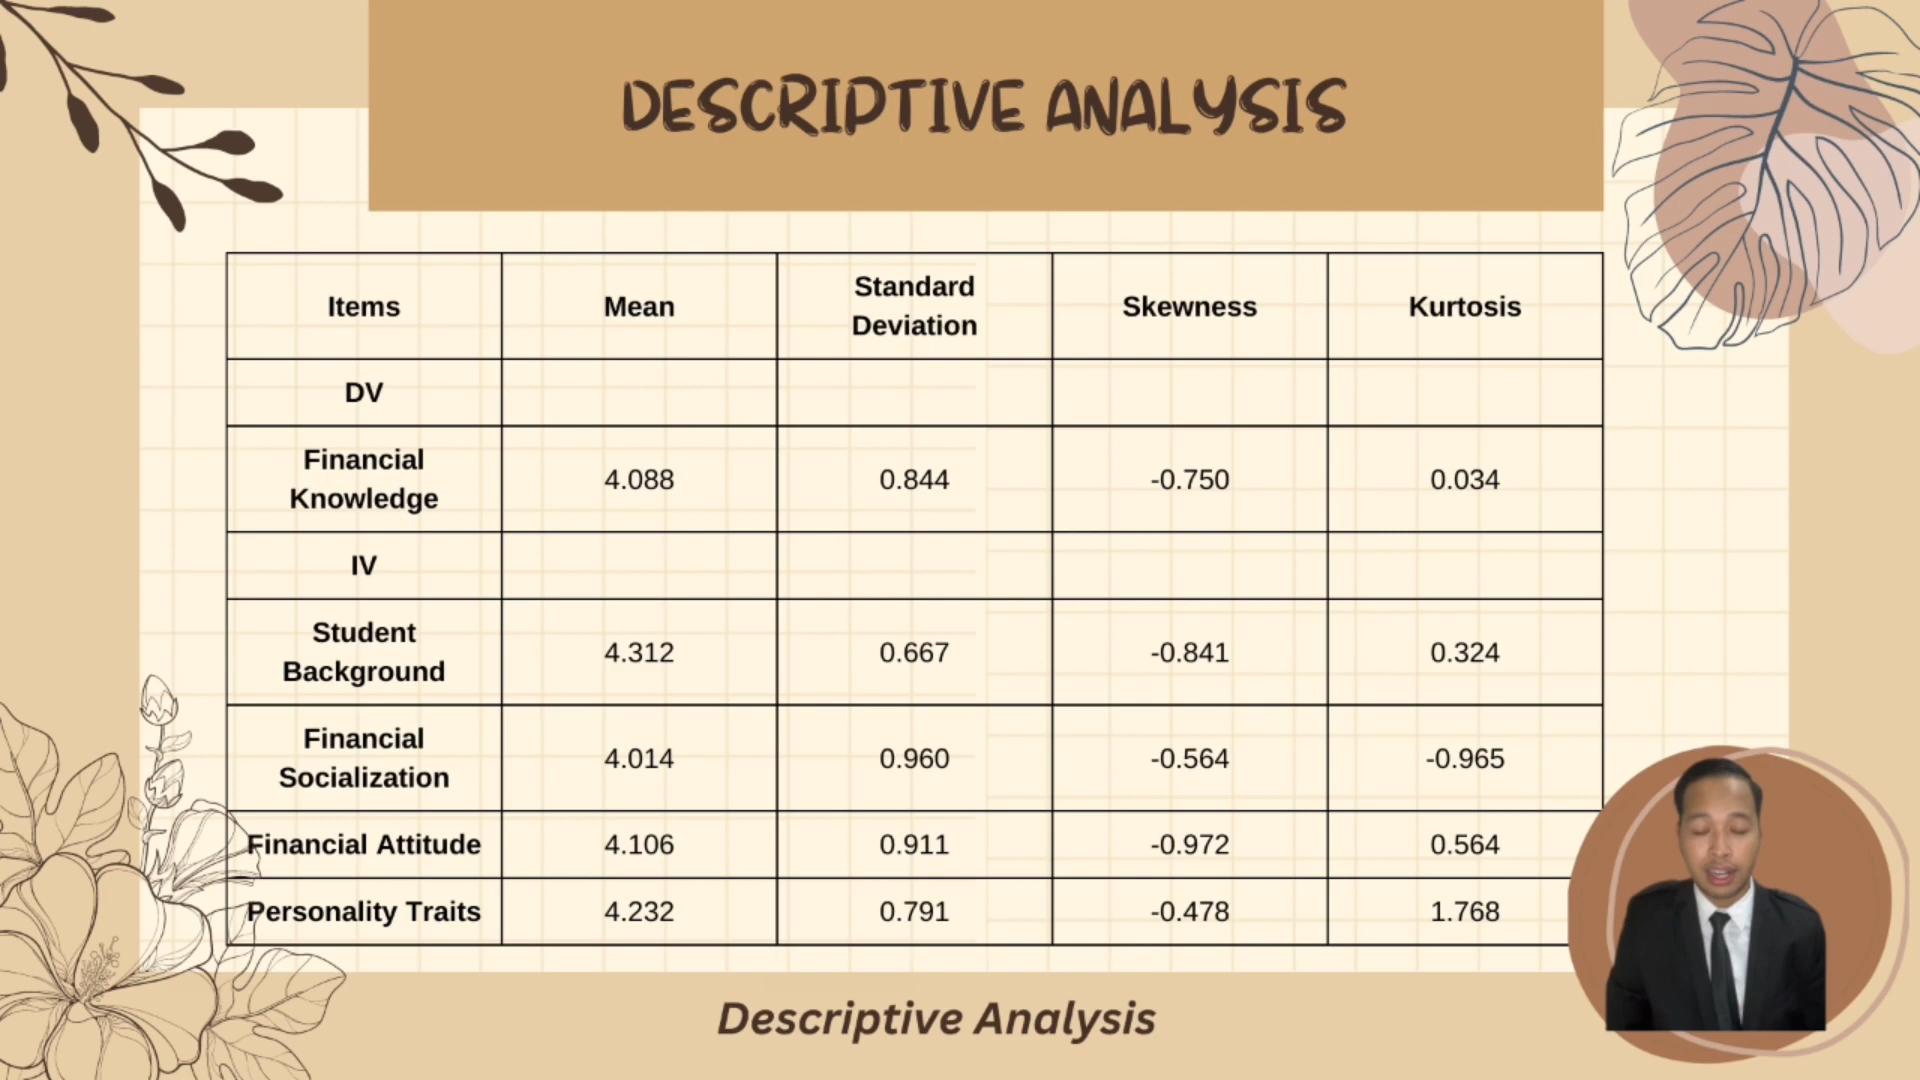 DESCRIPTIVE ANALYSIS
Items Mean Standard Deviation Skewness Kurtosis
DV
Financial Knowledge 4.088 0.844 -0.750 0.034
IV
Student Background 4.312 0.667 -0.841 0.324
Financial Socialization 4.014 0.960 -0.564 -0.965
Financial Attitude 4.106 0.911 -0.972 0.564
Personality Traits 4.232 0.791 -0.478 1.768
Descriptive Analysis